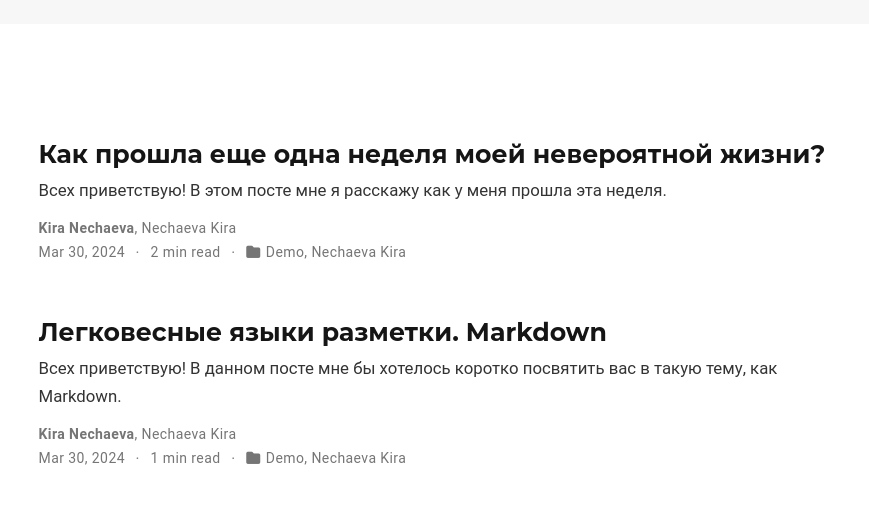 Как прошла еще одна неделя моей невероятной жизни?
Всех приветствую! В этом посте мне я расскажу как у меня прошла эта неделя.
Kira Nechaeva, Nechaeva Kira
Mar 30, 2024 · 2 min read · Demo, Nechaeva Kira
Легковесные языки разметки. Markdown
Всех приветствую! В данном посте мне бы хотелось коротко посвятить вас в такую тему, как
Markdown.
Kira Nechaeva, Nechaeva Kira
Mar 30, 2024 · 1 min read · Demo, Nechaeva Kira